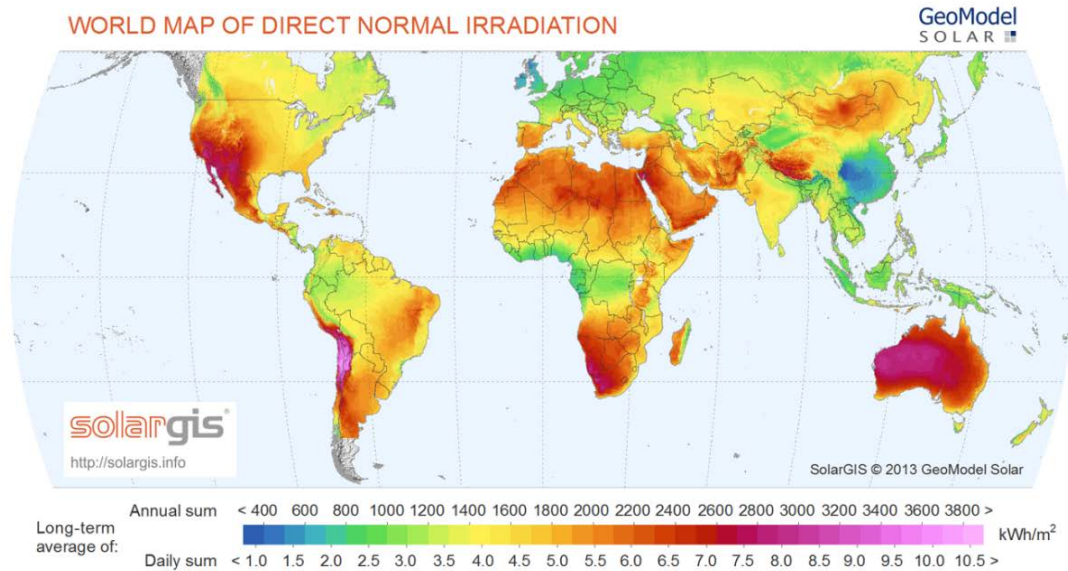 WORLD MAP OF DIRECT NORMAL IRRADIATION
GeoModel
SOLAR
solargis
http://solargis.info
SolarGIS © 2013 GeoModel Solar
Annual sum < 400 600 800 1000 1200 1400 1600 1800 2000 2200 2400 2600 2800 3000 3200 3400 3600 3800 >
Long-term
average of:
kWh/m²
Daily sum < 1.0 1.5 2.0 2.5 3.0 3.5 4.0 4.5 5.0 5.5 6.0 6.5 7.0 7.5 8.0 8.5 9.0 9.5 10.0 10.5 >